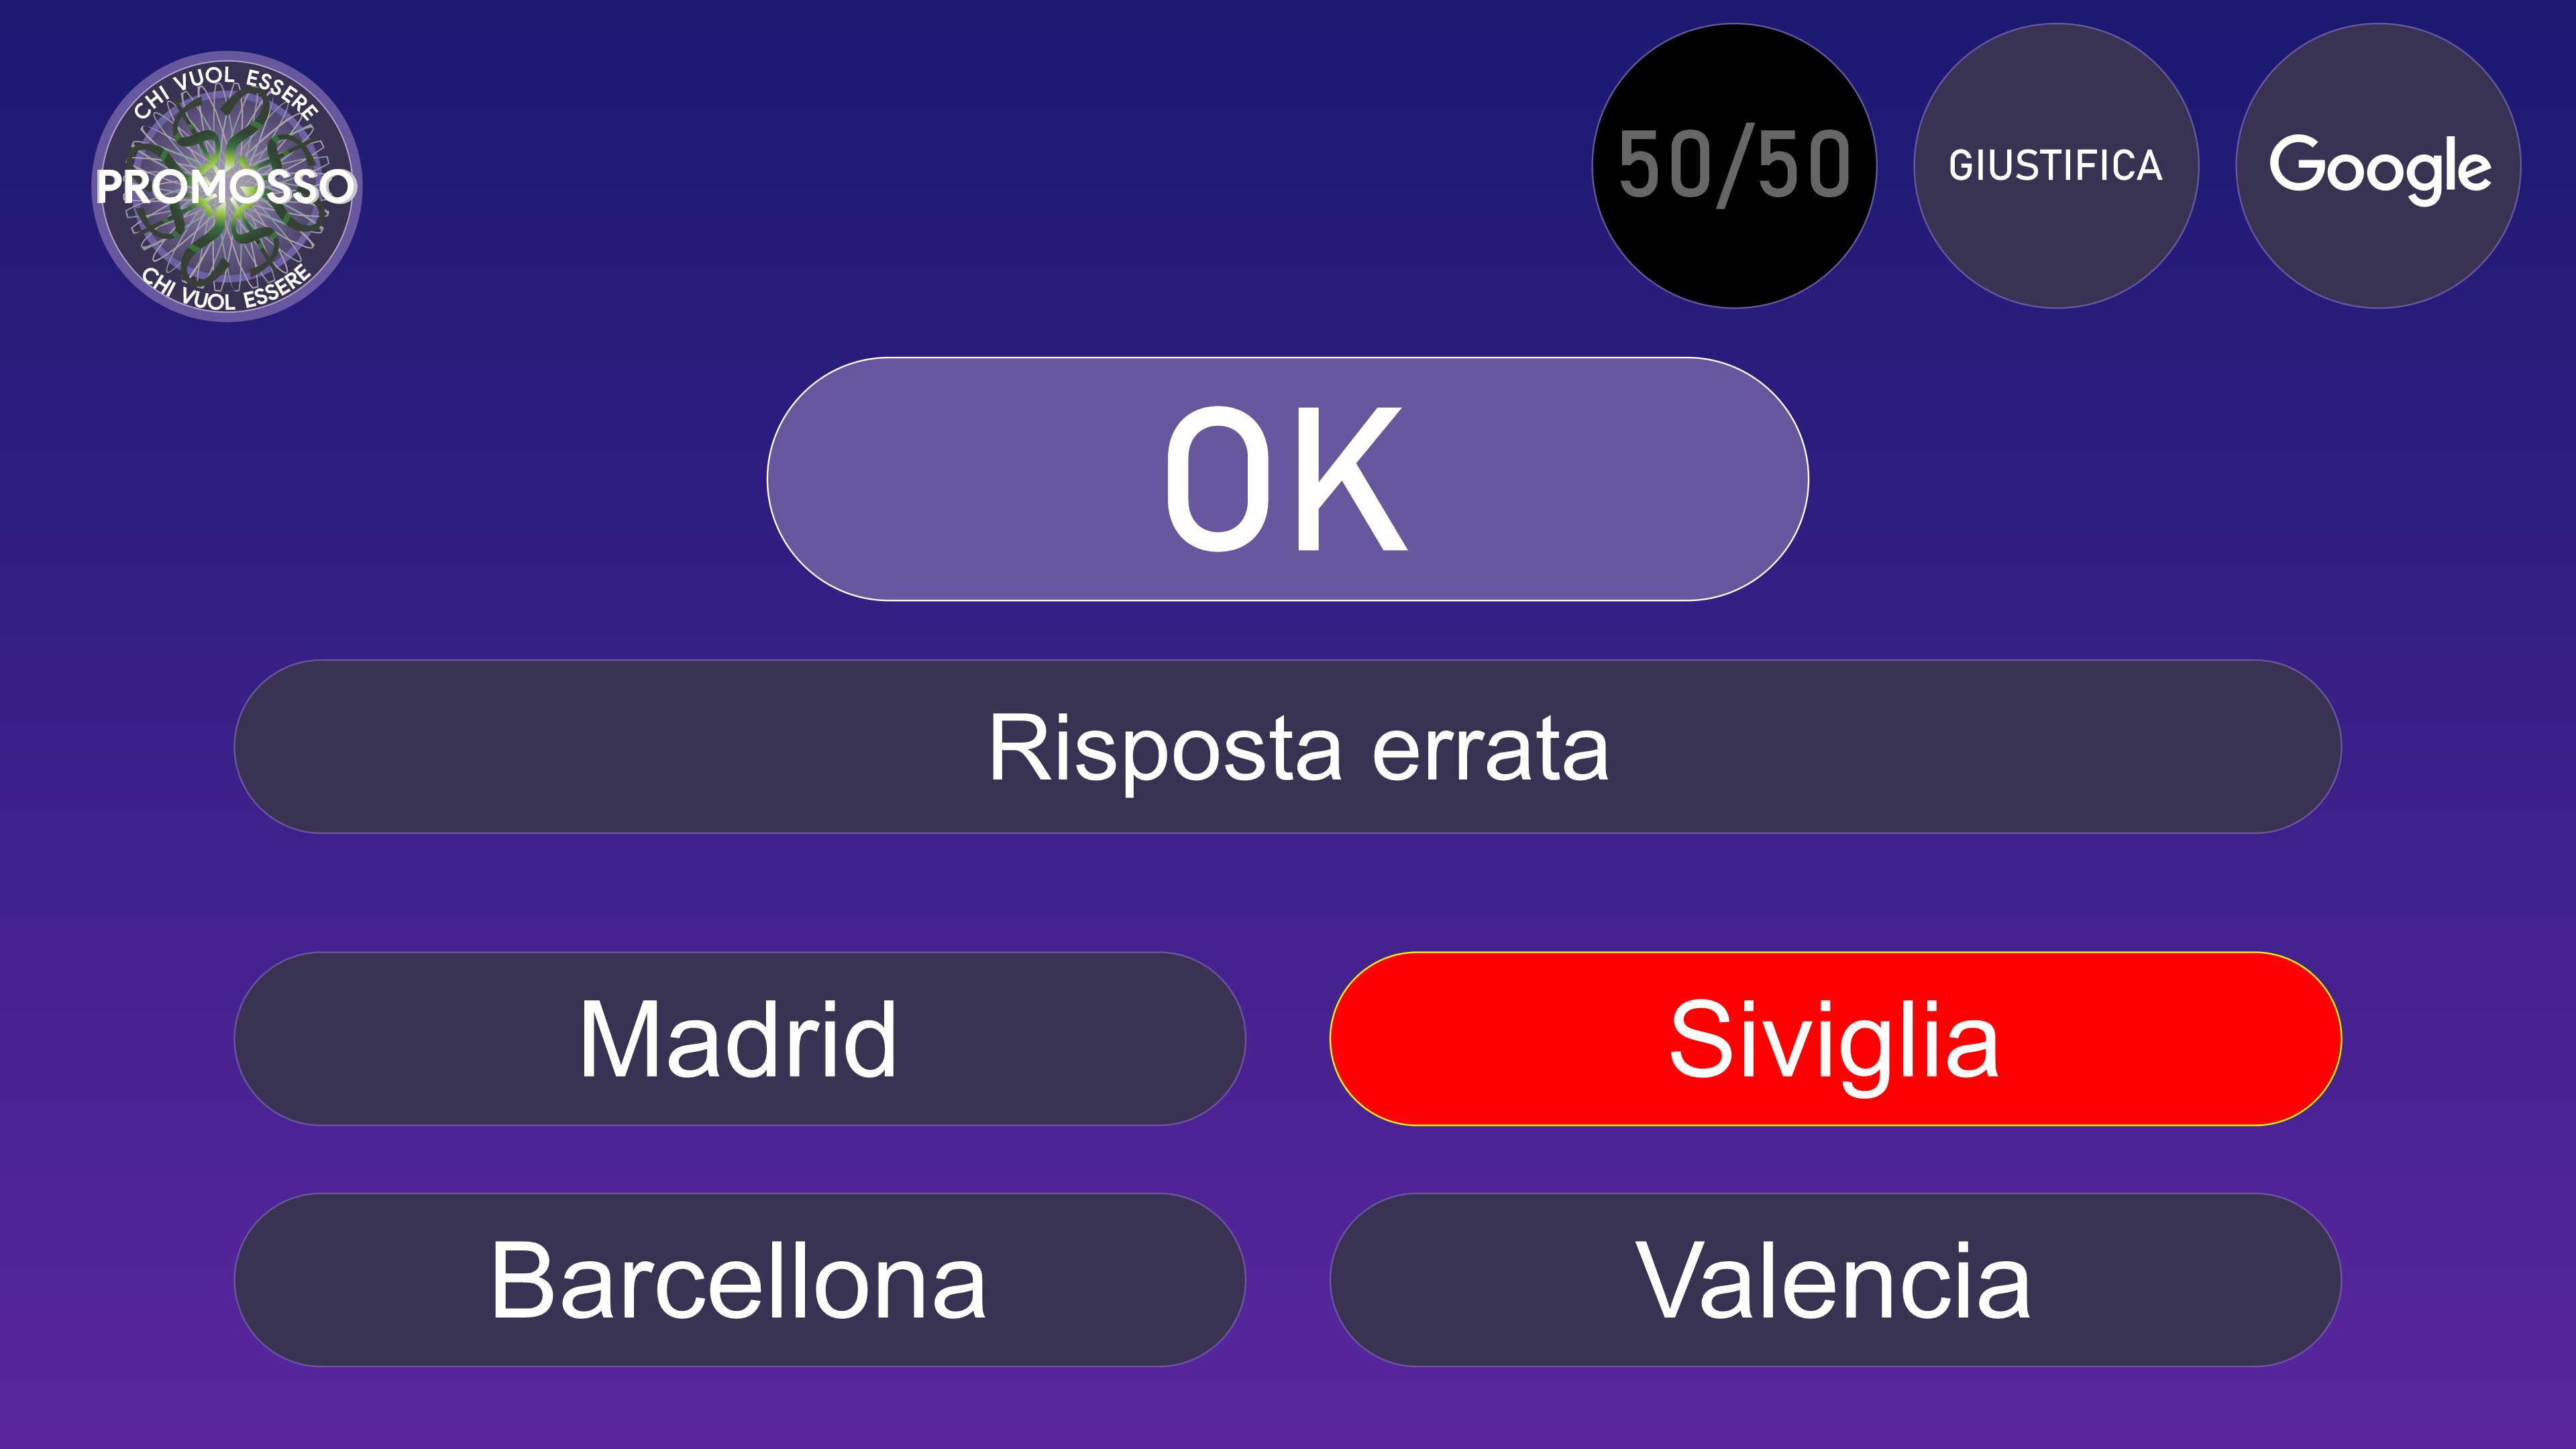 CHI VUOL ESSERE
PROMOSSO
CHI VUOL ESSERE
50/50
GIUSTIFICA
Google
OK
Risposta errata
Madrid
Siviglia
Barcellona
Valencia